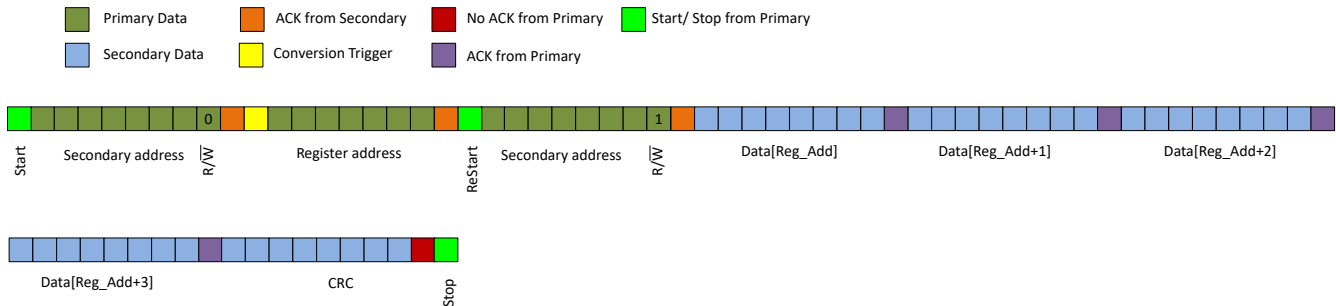 Primary Data
ACK from Secondary
No ACK from Primary
Start/ Stop from Primary
Secondary Data
Conversion Trigger
ACK from Primary
0
1
Start
Secondary address
R/W̅
Register address
ReStart
Secondary address
R/W̅
Data[Reg_Add]
Data[Reg_Add+1]
Data[Reg_Add+2]
Data[Reg_Add+3]
CRC
Stop